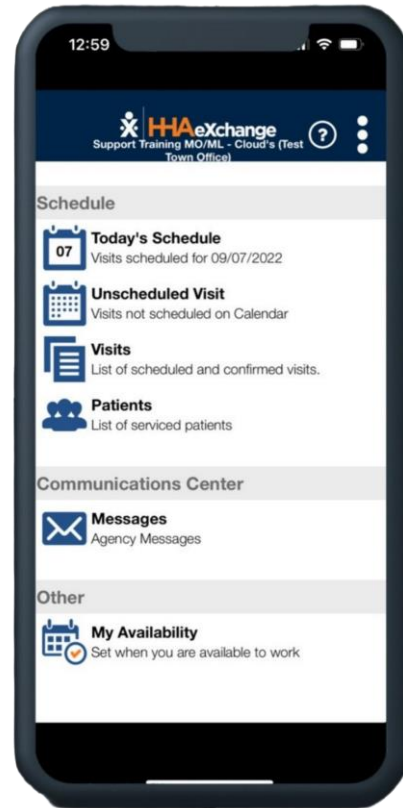 12:59
HHAeXchange
?
Support Training MO/ML - Cloud's (Test
Town Office)
Schedule
07
Today's Schedule
Visits scheduled for 09/07/2022
Unscheduled Visit
Visits not scheduled on Calendar
Visits
List of scheduled and confirmed visits.
Patients
List of serviced patients
Communications Center
Messages
Agency Messages
Other
My Availability
Set when you are available to work